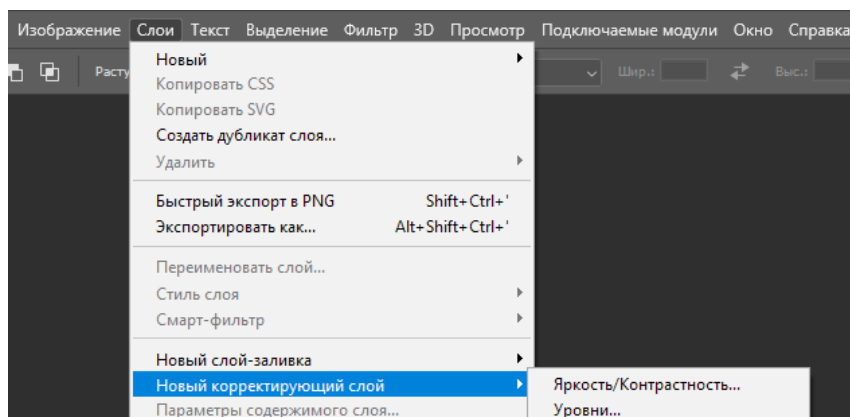 Изображение Слои Текст Выделение Фильтр 3D Просмотр Подключаемые модули Окно Справка
Расту Шир.: Выс.:
Новый
Копировать CSS
Копировать SVG
Создать дубликат слоя...
Удалить
Быстрый экспорт в PNG Shift+Ctrl+'
Экспортировать как... Alt+Shift+Ctrl+'
Переименовать слой...
Стиль слоя
Смарт-фильтр
Новый слой-заливка
Новый корректирующий слой Яркость/Контрастность...
Параметры содержимого слоя... Уровни...